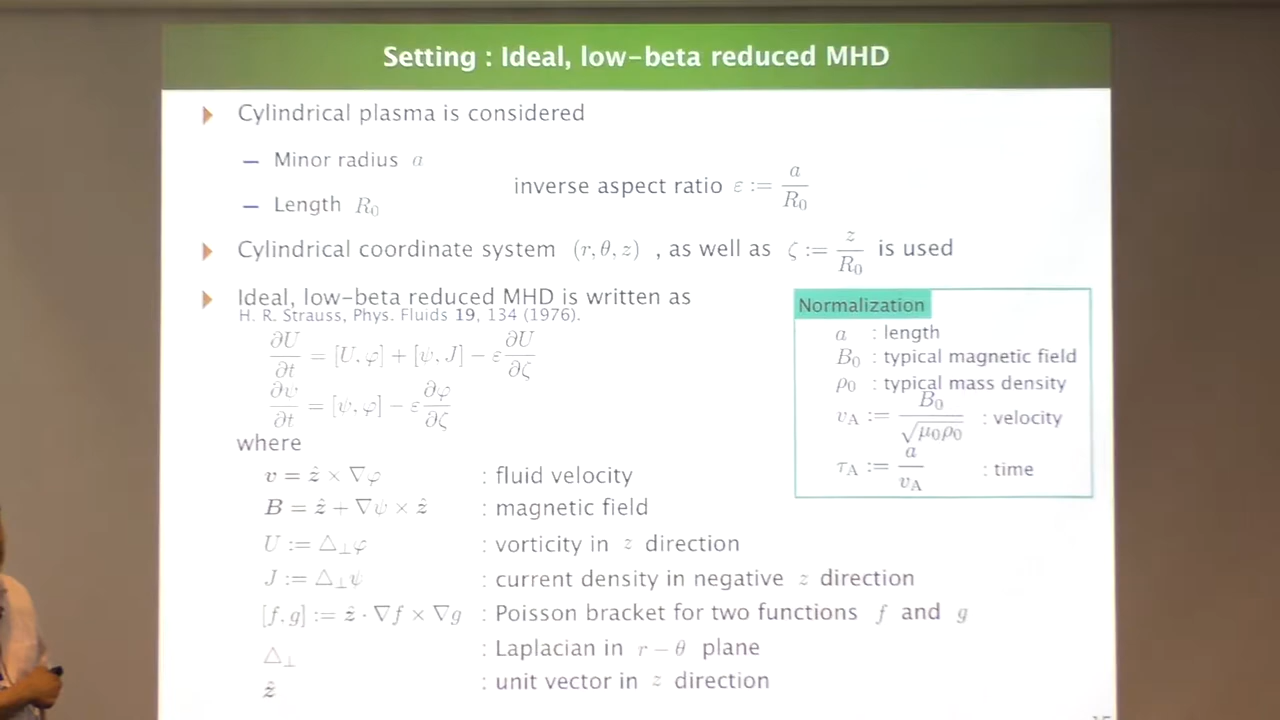 Setting : Ideal, low-beta reduced MHD
Cylindrical plasma is considered
– Minor radius a
inverse aspect ratio ε := a/R₀
– Length R₀
Cylindrical coordinate system (r, θ, z) , as well as ζ := z/R₀ is used
Ideal, low-beta reduced MHD is written as
H. R. Strauss, Phys. Fluids 19, 134 (1976).
∂U/∂t = [U, φ] + [ψ, J] − ε ∂U/∂ζ
∂ψ/∂t = [ψ, φ] − ε ∂φ/∂ζ
where
v = ẑ × ∇φ : fluid velocity
B = ẑ + ∇ψ × ẑ : magnetic field
U := △⊥φ : vorticity in z direction
J := △⊥ψ : current density in negative z direction
[f, g] := ẑ · ∇f × ∇g : Poisson bracket for two functions f and g
△⊥ : Laplacian in r − θ plane
ẑ : unit vector in z direction
Normalization
a : length
B₀ : typical magnetic field
ρ₀ : typical mass density
v_A := B₀/√μ₀ρ₀ : velocity
τ_A := a/v_A : time